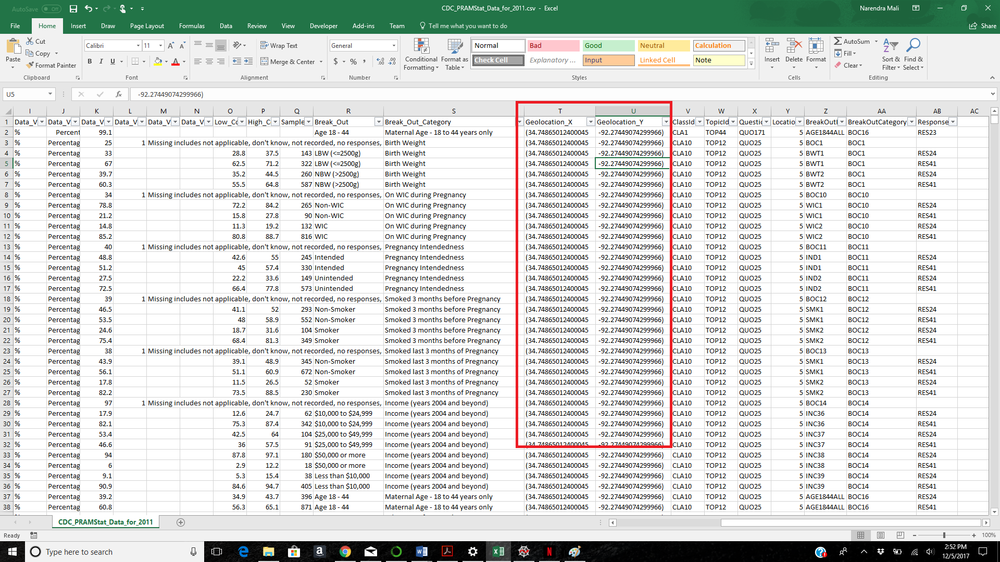 AutoSave Off CDC_PRAMStat_Data_for_2011.csv - Excel Narendra Mali
File Home Insert Draw Page Layout Formulas Data Review View Developer Add-ins Team Tell me what you want to do Share
Paste Cut Copy Format Painter Clipboard
Calibri 11 B I U Font
Wrap Text Merge & Center Alignment
General $ % , Number
Conditional Formatting Format as Table
Normal Bad Good Neutral Calculation
Check Cell Explanatory ... Input Linked Cell Note
Styles
Insert Delete Format Cells
AutoSum Fill Clear Sort & Filter Find & Select Editing
U5 fx -92.27449074299966)
I J K L M N O P Q R S T U V W X Y Z AA AB AC
1 Data_V Data_V Data_V Data_V Data_V Data_V Low_Co High_C Sample Break_Out Break_Out_Category Geolocation_X Geolocation_Y ClassId TopicId Questic Locatio BreakOutI BreakOutCategory Response
2 % Percent 99.1 Age 18 - 44 Maternal Age - 18 to 44 years only (34.74865012400045 -92.27449074299966) CLA1 TOP44 QUO171 5 AGE1844ALL BOC16 RES23
3 % Percentag 25 1 Missing includes not applicable, don't know, not recorded, no responses, Birth Weight (34.74865012400045 -92.27449074299966) CLA10 TOP12 QUO25 5 BOC1 BOC1
4 % Percentag 33 28.8 37.5 143 LBW (<=2500g) Birth Weight (34.74865012400045 -92.27449074299966) CLA10 TOP12 QUO25 5 BWT1 BOC1 RES24
5 % Percentag 67 62.5 71.2 322 LBW (<=2500g) Birth Weight (34.74865012400045 -92.27449074299966) CLA10 TOP12 QUO25 5 BWT1 BOC1 RES41
6 % Percentag 39.7 35.2 44.5 260 NBW (>2500g) Birth Weight (34.74865012400045 -92.27449074299966) CLA10 TOP12 QUO25 5 BWT2 BOC1 RES24
7 % Percentag 60.3 55.5 64.8 587 NBW (>2500g) Birth Weight (34.74865012400045 -92.27449074299966) CLA10 TOP12 QUO25 5 BWT2 BOC1 RES41
8 % Percentag 34 1 Missing includes not applicable, don't know, not recorded, no responses, On WIC during Pregnancy (34.74865012400045 -92.27449074299966) CLA10 TOP12 QUO25 5 BOC10 BOC10
9 % Percentag 78.8 72.2 84.2 265 Non-WIC On WIC during Pregnancy (34.74865012400045 -92.27449074299966) CLA10 TOP12 QUO25 5 WIC1 BOC10 RES24
10 % Percentag 21.2 15.8 27.8 90 Non-WIC On WIC during Pregnancy (34.74865012400045 -92.27449074299966) CLA10 TOP12 QUO25 5 WIC1 BOC10 RES41
11 % Percentag 14.8 11.3 19.2 132 WIC On WIC during Pregnancy (34.74865012400045 -92.27449074299966) CLA10 TOP12 QUO25 5 WIC2 BOC10 RES24
12 % Percentag 85.2 80.8 88.7 816 WIC On WIC during Pregnancy (34.74865012400045 -92.27449074299966) CLA10 TOP12 QUO25 5 WIC2 BOC10 RES41
13 % Percentag 40 1 Missing includes not applicable, don't know, not recorded, no responses, Pregnancy Intendedness (34.74865012400045 -92.27449074299966) CLA10 TOP12 QUO25 5 BOC11 BOC11
14 % Percentag 48.8 42.6 55 245 Intended Pregnancy Intendedness (34.74865012400045 -92.27449074299966) CLA10 TOP12 QUO25 5 IND1 BOC11 RES24
15 % Percentag 51.2 45 57.4 330 Intended Pregnancy Intendedness (34.74865012400045 -92.27449074299966) CLA10 TOP12 QUO25 5 IND1 BOC11 RES41
16 % Percentag 27.5 22.2 33.6 149 Unintended Pregnancy Intendedness (34.74865012400045 -92.27449074299966) CLA10 TOP12 QUO25 5 IND2 BOC11 RES24
17 % Percentag 72.5 66.4 77.8 573 Unintended Pregnancy Intendedness (34.74865012400045 -92.27449074299966) CLA10 TOP12 QUO25 5 IND2 BOC11 RES41
18 % Percentag 39 1 Missing includes not applicable, don't know, not recorded, no responses, Smoked 3 months before Pregnancy (34.74865012400045 -92.27449074299966) CLA10 TOP12 QUO25 5 BOC12 BOC12
19 % Percentag 46.5 41.1 52 293 Non-Smoker Smoked 3 months before Pregnancy (34.74865012400045 -92.27449074299966) CLA10 TOP12 QUO25 5 SMK1 BOC12 RES24
20 % Percentag 53.5 48 58.9 552 Non-Smoker Smoked 3 months before Pregnancy (34.74865012400045 -92.27449074299966) CLA10 TOP12 QUO25 5 SMK1 BOC12 RES41
21 % Percentag 24.6 18.7 31.6 104 Smoker Smoked 3 months before Pregnancy (34.74865012400045 -92.27449074299966) CLA10 TOP12 QUO25 5 SMK2 BOC12 RES24
22 % Percentag 75.4 68.4 81.3 349 Smoker Smoked 3 months before Pregnancy (34.74865012400045 -92.27449074299966) CLA10 TOP12 QUO25 5 SMK2 BOC12 RES41
23 % Percentag 38 1 Missing includes not applicable, don't know, not recorded, no responses, Smoked last 3 months of Pregnancy (34.74865012400045 -92.27449074299966) CLA10 TOP12 QUO25 5 BOC13 BOC13
24 % Percentag 43.9 39.1 48.9 345 Non-Smoker Smoked last 3 months of Pregnancy (34.74865012400045 -92.27449074299966) CLA10 TOP12 QUO25 5 SMK1 BOC13 RES24
25 % Percentag 56.1 51.1 60.9 672 Non-Smoker Smoked last 3 months of Pregnancy (34.74865012400045 -92.27449074299966) CLA10 TOP12 QUO25 5 SMK1 BOC13 RES41
26 % Percentag 17.8 11.5 26.5 52 Smoker Smoked last 3 months of Pregnancy (34.74865012400045 -92.27449074299966) CLA10 TOP12 QUO25 5 SMK2 BOC13 RES24
27 % Percentag 82.2 73.5 88.5 230 Smoker Smoked last 3 months of Pregnancy (34.74865012400045 -92.27449074299966) CLA10 TOP12 QUO25 5 SMK2 BOC13 RES41
28 % Percentag 97 1 Missing includes not applicable, don't know, not recorded, no responses, Income (years 2004 and beyond) (34.74865012400045 -92.27449074299966) CLA10 TOP12 QUO25 5 BOC14 BOC14
29 % Percentag 17.9 12.6 24.7 62 $10,000 to $24,999 Income (years 2004 and beyond) (34.74865012400045 -92.27449074299966) CLA10 TOP12 QUO25 5 INC36 BOC14 RES24
30 % Percentag 82.1 75.3 87.4 342 $10,000 to $24,999 Income (years 2004 and beyond) (34.74865012400045 -92.27449074299966) CLA10 TOP12 QUO25 5 INC36 BOC14 RES41
31 % Percentag 53.4 42.5 64 104 $25,000 to $49,999 Income (years 2004 and beyond) (34.74865012400045 -92.27449074299966) CLA10 TOP12 QUO25 5 INC37 BOC14 RES24
32 % Percentag 46.6 36 57.5 91 $25,000 to $49,999 Income (years 2004 and beyond) (34.74865012400045 -92.27449074299966) CLA10 TOP12 QUO25 5 INC37 BOC14 RES41
33 % Percentag 94 87.8 97.1 180 $50,000 or more Income (years 2004 and beyond) (34.74865012400045 -92.27449074299966) CLA10 TOP12 QUO25 5 INC38 BOC14 RES24
34 % Percentag 6 2.9 12.2 18 $50,000 or more Income (years 2004 and beyond) (34.74865012400045 -92.27449074299966) CLA10 TOP12 QUO25 5 INC38 BOC14 RES41
35 % Percentag 9.1 5.3 15.4 38 Less than $10,000 Income (years 2004 and beyond) (34.74865012400045 -92.27449074299966) CLA10 TOP12 QUO25 5 INC39 BOC14 RES24
36 % Percentag 90.9 84.6 94.7 405 Less than $10,000 Income (years 2004 and beyond) (34.74865012400045 -92.27449074299966) CLA10 TOP12 QUO25 5 INC39 BOC14 RES41
37 % Percentag 39.2 34.9 43.7 396 Age 18 - 44 Maternal Age - 18 to 44 years only (34.74865012400045 -92.27449074299966) CLA10 TOP12 QUO25 5 AGE1844ALL BOC16 RES24
38 % Percentag 60.8 56.3 65.1 871 Age 18 - 44 Maternal Age - 18 to 44 years only (34.74865012400045 -92.27449074299966) CLA10 TOP12 QUO25 5 AGE1844ALL BOC16 RES41
CDC_PRAMStat_Data_for_2011
Ready 100%
Type here to search 2:52 PM
12/5/2017